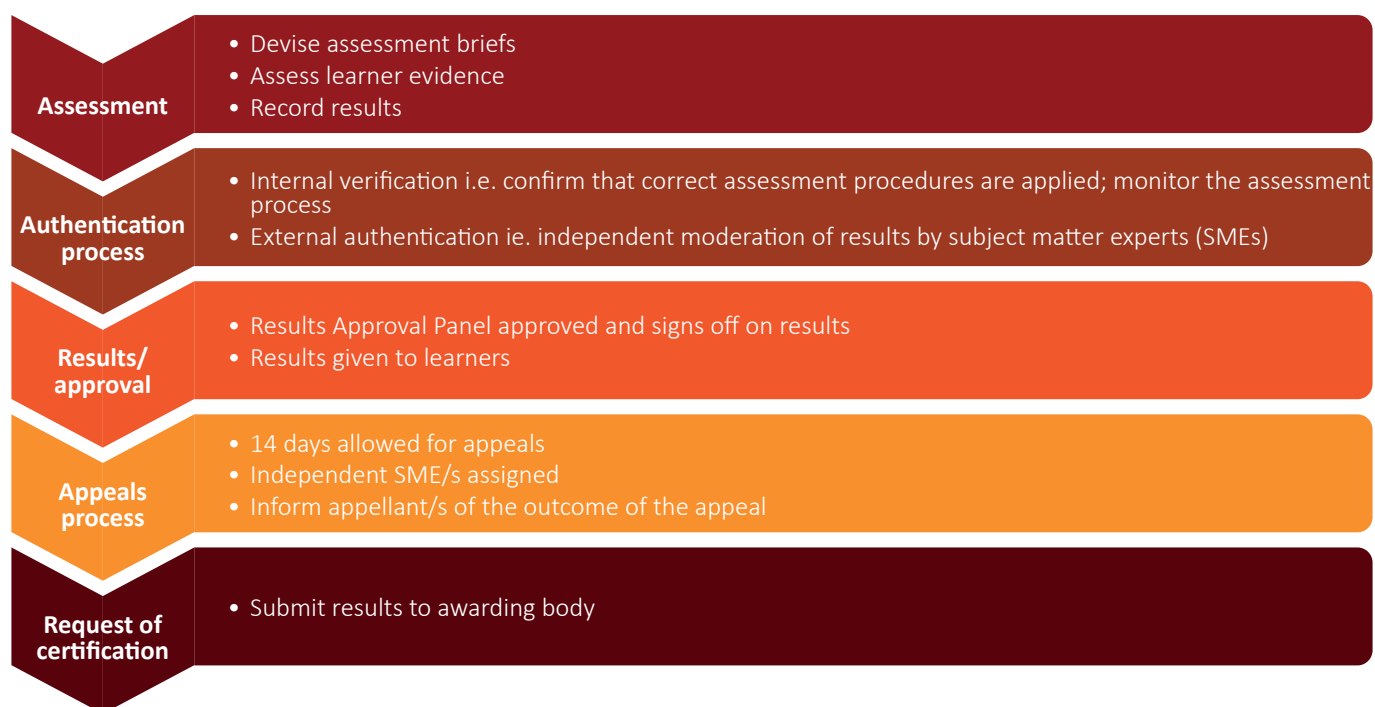 Assessment
• Devise assessment briefs
• Assess learner evidence
• Record results
Authentication
process
• Internal verification i.e. confirm that correct assessment procedures are applied; monitor the assessment
process
• External authentication ie. independent moderation of results by subject matter experts (SMEs)
Results/
approval
• Results Approval Panel approved and signs off on results
• Results given to learners
Appeals
process
• 14 days allowed for appeals
• Independent SME/s assigned
• Inform appellant/s of the outcome of the appeal
Request of
certification
• Submit results to awarding body